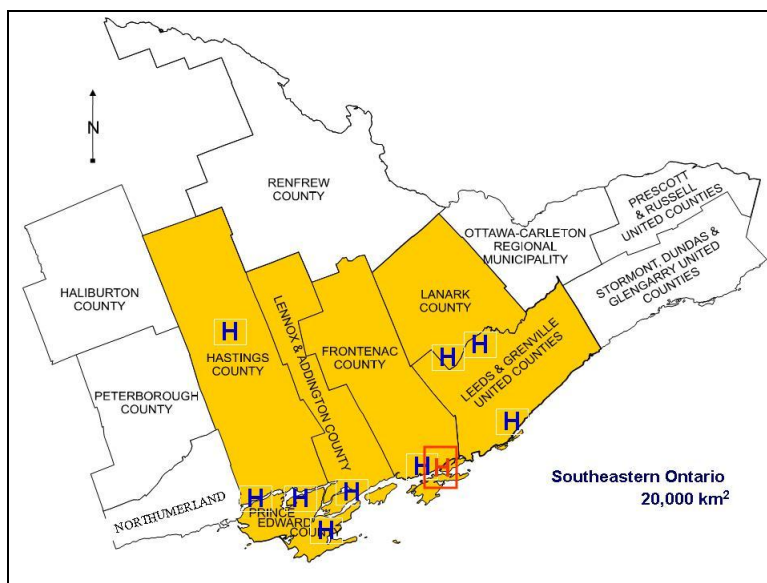 N
RENFREW
COUNTY
PRESCOTT
& RUSSELL
UNITED COUNTIES
OTTAWA-CARLETON
REGIONAL
MUNICIPALITY
STORMONT, DUNDAS &
GLENGARRY UNITED
COUNTIES
HALIBURTON
COUNTY
LANARK
COUNTY
LENNOX & ADDINGTON COUNTY
H
HASTINGS
COUNTY
FRONTENAC
COUNTY
H
H
LEEDS & GRENVILLE
UNITED COUNTIES
PETERBOROUGH
COUNTY
H
H
H
Southeastern Ontario
20,000 km²
NORTHUMERLAND
H
H
H
PRINCE
EDWARD
COUNTY
H